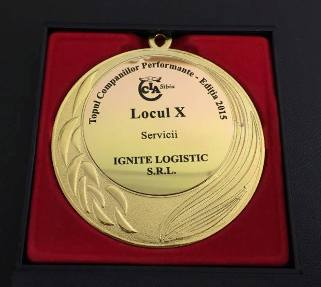 Topul Companiilor Performante - Ediția 2015
CCIA Sibiu
Locul X
Servicii
IGNITE LOGISTIC
S.R.L.